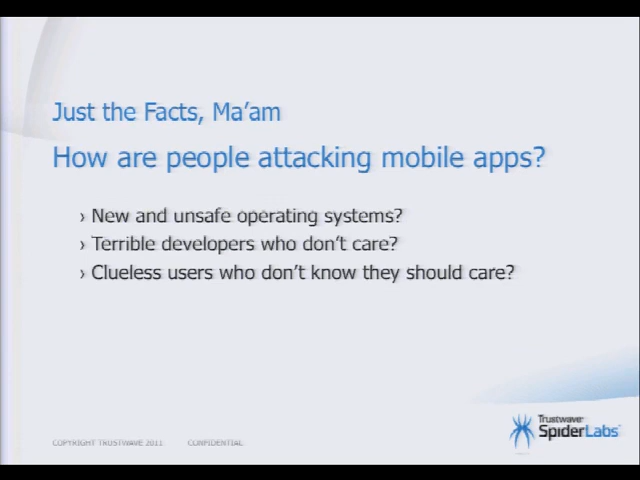 Just the Facts, Ma'am
How are people attacking mobile apps?
› New and unsafe operating systems?
› Terrible developers who don't care?
› Clueless users who don't know they should care?
COPYRIGHT TRUSTWAVE 2011 CONFIDENTIAL
Trustwave®
SpiderLabs®